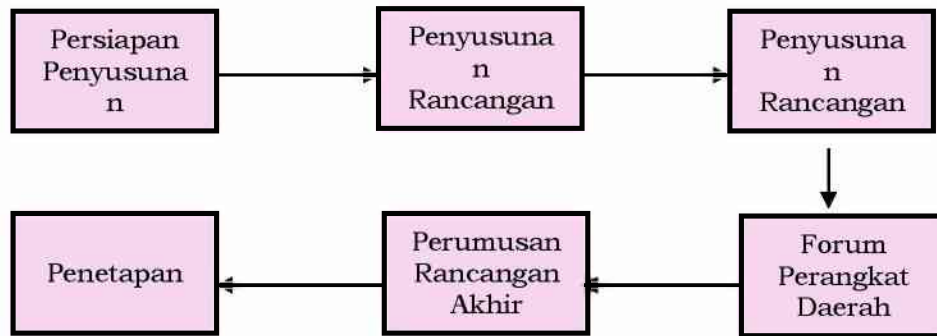 Persiapan
Penyusuna
n
Penyusuna
n
Rancangan
Penyusuna
n
Rancangan
Forum
Perangkat
Daerah
Perumusan
Rancangan
Akhir
Penetapan